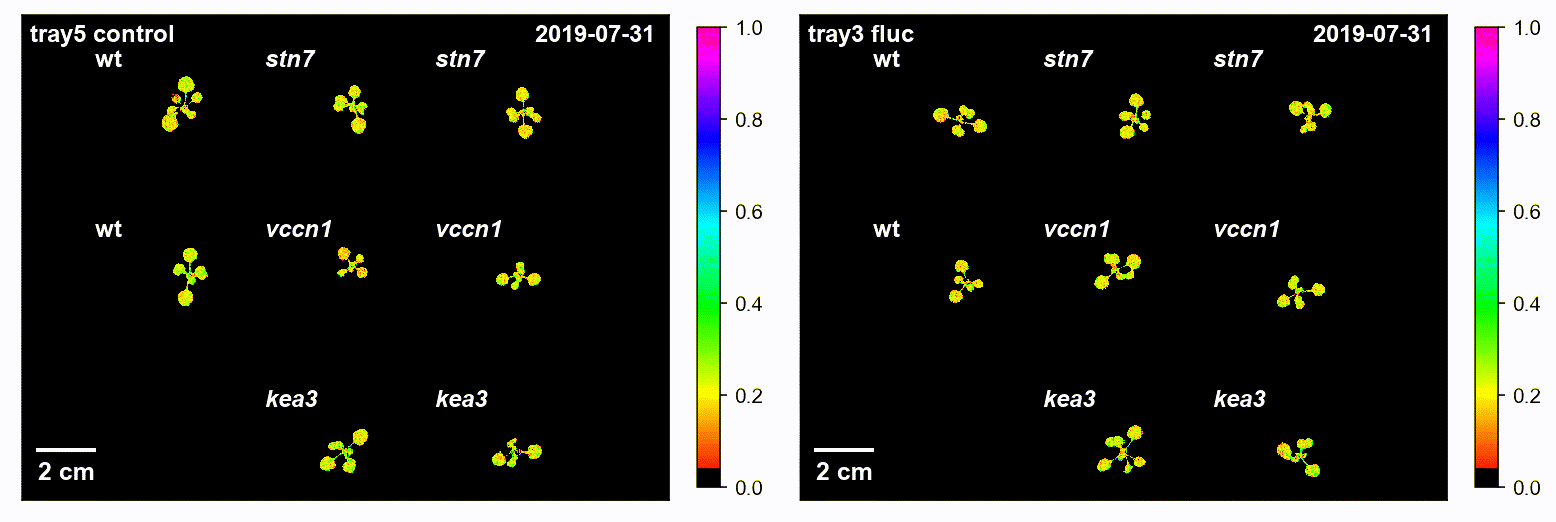 tray5 control 2019-07-31
wt stn7 stn7
wt vccn1 vccn1
kea3 kea3
2 cm
1.0
0.8
0.6
0.4
0.2
0.0
tray3 fluc 2019-07-31
wt stn7 stn7
wt vccn1 vccn1
kea3 kea3
2 cm
1.0
0.8
0.6
0.4
0.2
0.0